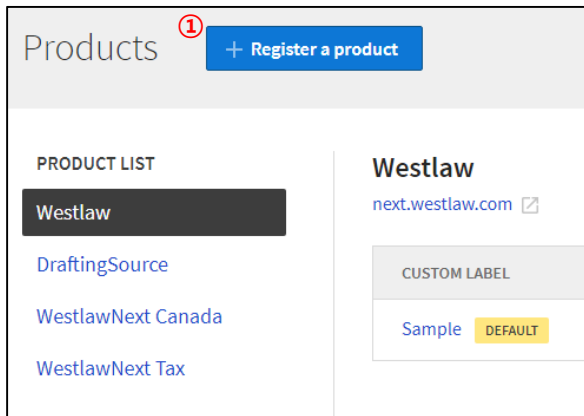 Products ① + Register a product
PRODUCT LIST
Westlaw
DraftingSource
WestlawNext Canada
WestlawNext Tax
Westlaw
next.westlaw.com
CUSTOM LABEL
Sample DEFAULT